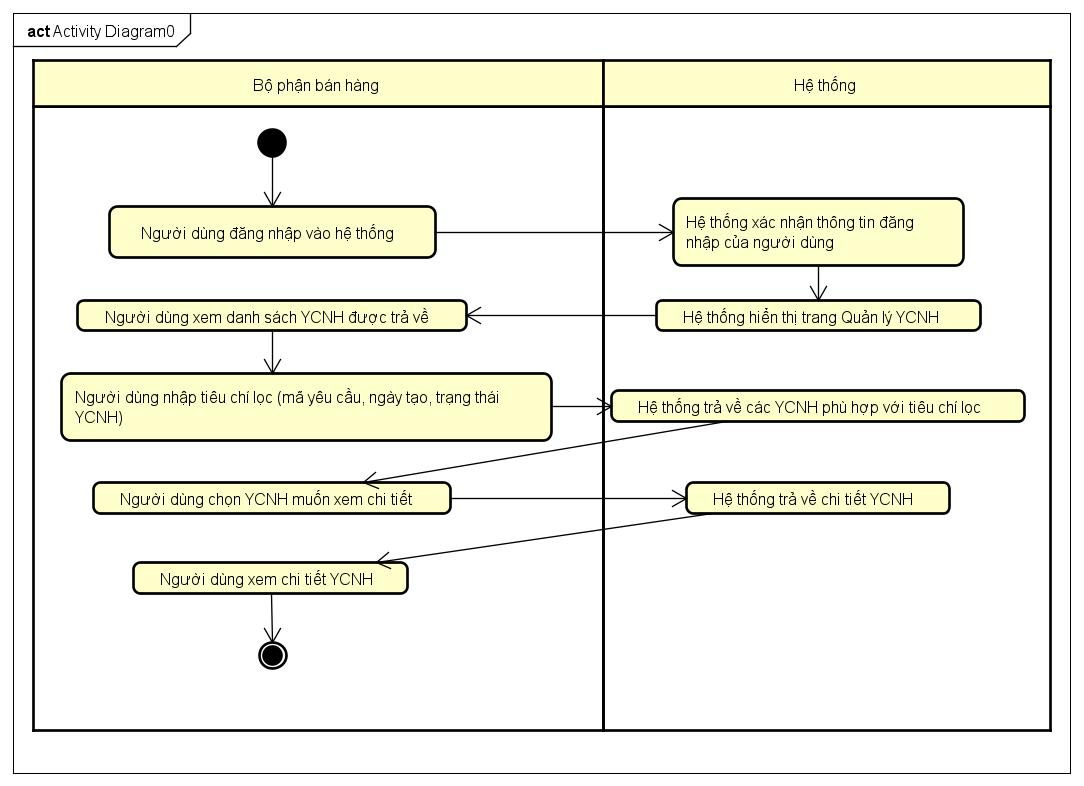 act Activity Diagram0
Bộ phận bán hàng
Hệ thống
Người dùng đăng nhập vào hệ thống
Hệ thống xác nhận thông tin đăng
nhập của người dùng
Hệ thống hiển thị trang Quản lý YCNH
Người dùng xem danh sách YCNH được trả về
Người dùng nhập tiêu chí lọc (mã yêu cầu, ngày tạo, trạng thái
YCNH)
Hệ thống trả về các YCNH phù hợp với tiêu chí lọc
Người dùng chọn YCNH muốn xem chi tiết
Hệ thống trả về chi tiết YCNH
Người dùng xem chi tiết YCNH